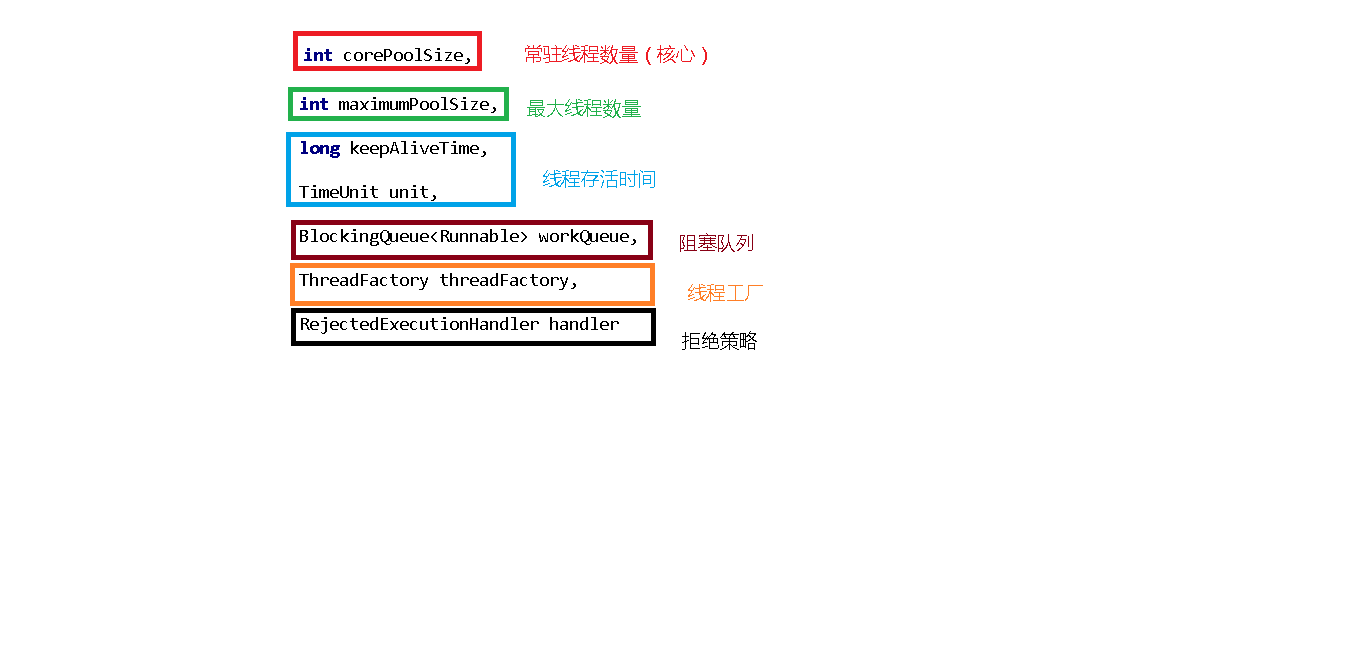 int corePoolSize, 常驻线程数量（核心）
int maximumPoolSize, 最大线程数量
long keepAliveTime,
线程存活时间
TimeUnit unit,
BlockingQueue<Runnable> workQueue, 阻塞队列
ThreadFactory threadFactory, 线程工厂
RejectedExecutionHandler handler 拒绝策略